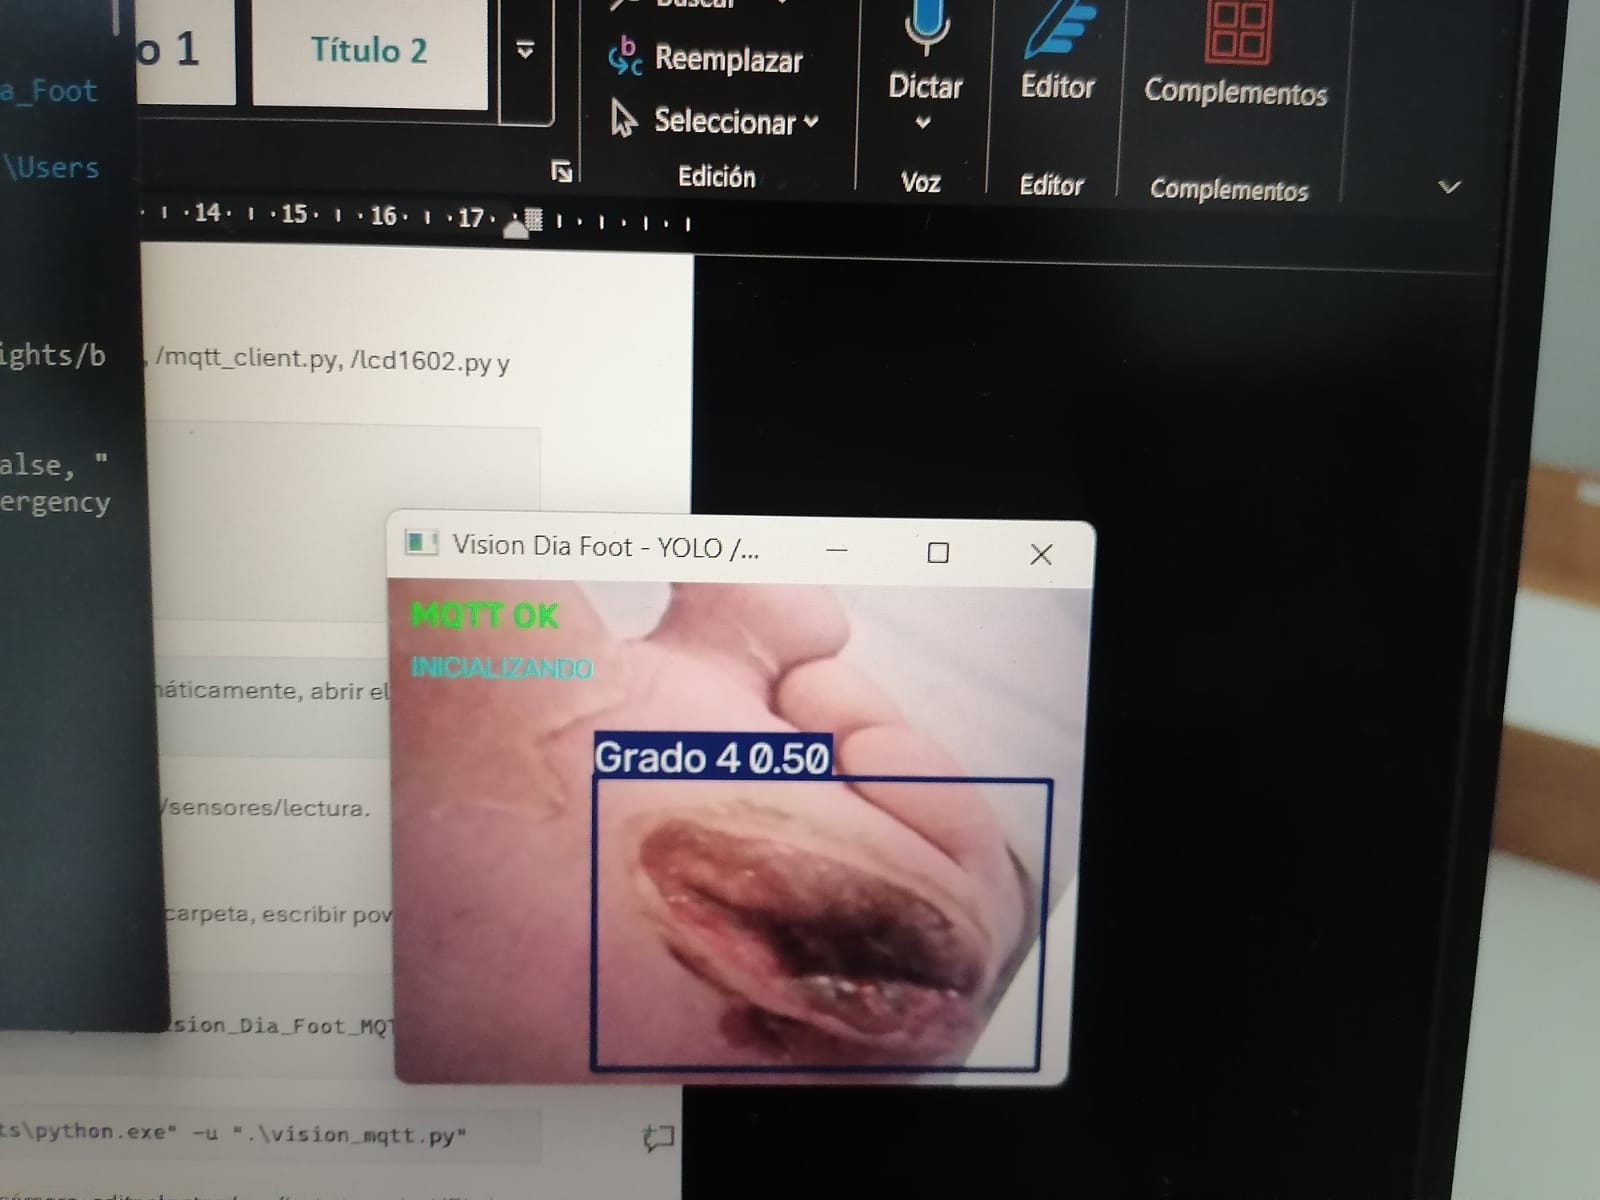 o 1
Título 2
Reemplazar
Seleccionar
Edición
Dictar
Voz
Editor
Editor
Complementos
Complementos
a_Foot
\Users
14 15 16 17
ights/b
/mqtt_client.py, /lcd1602.py y
alse, "
ergency
Vision Dia Foot - YOLO /...
MQTT OK
INICIALIZANDO
Grado 4 0.50
áticamente, abrir el
/sensores/lectura.
carpeta, escribir pow
sion_Dia_Foot_MQT
ts\python.exe" -u ".\vision_mqtt.py"